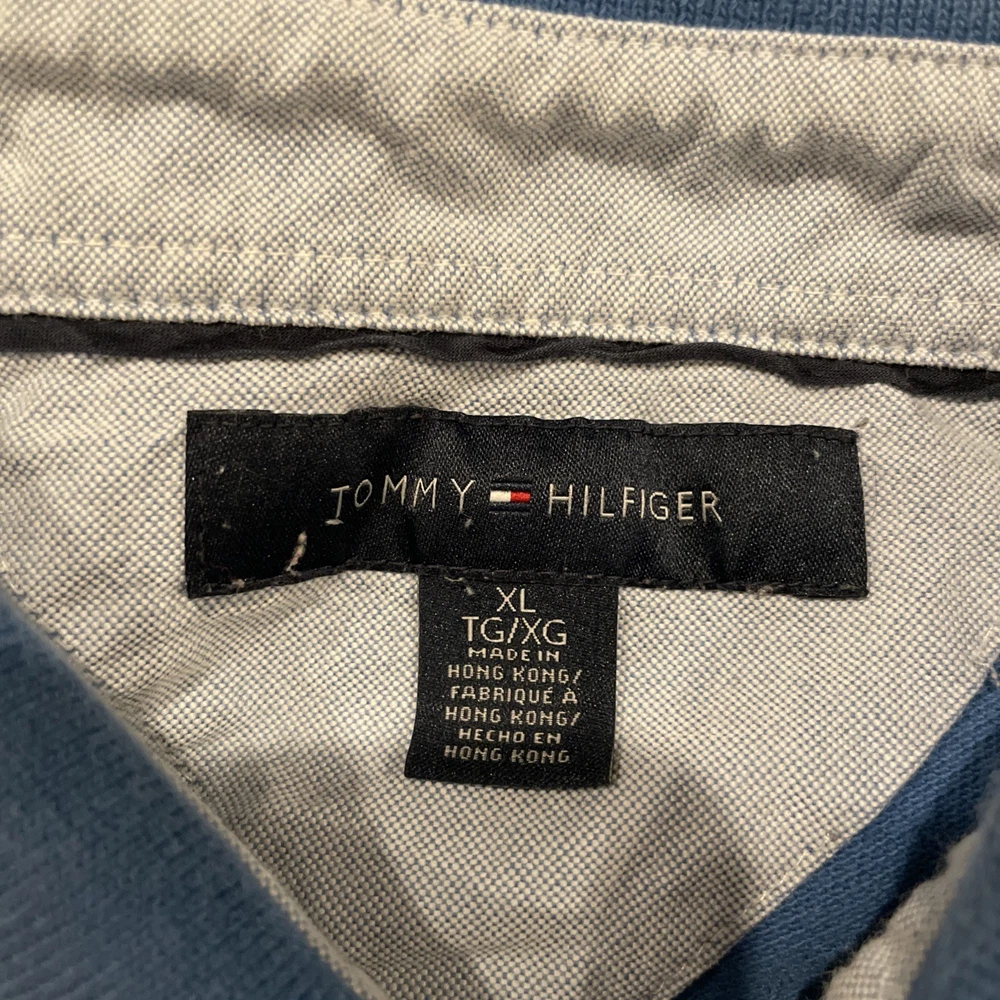 TOMMY HILFIGER
XL
TG/XG
MADE IN
HONG KONG/
FABRIQUÉ À
HONG KONG/
HECHO EN
HONG KONG